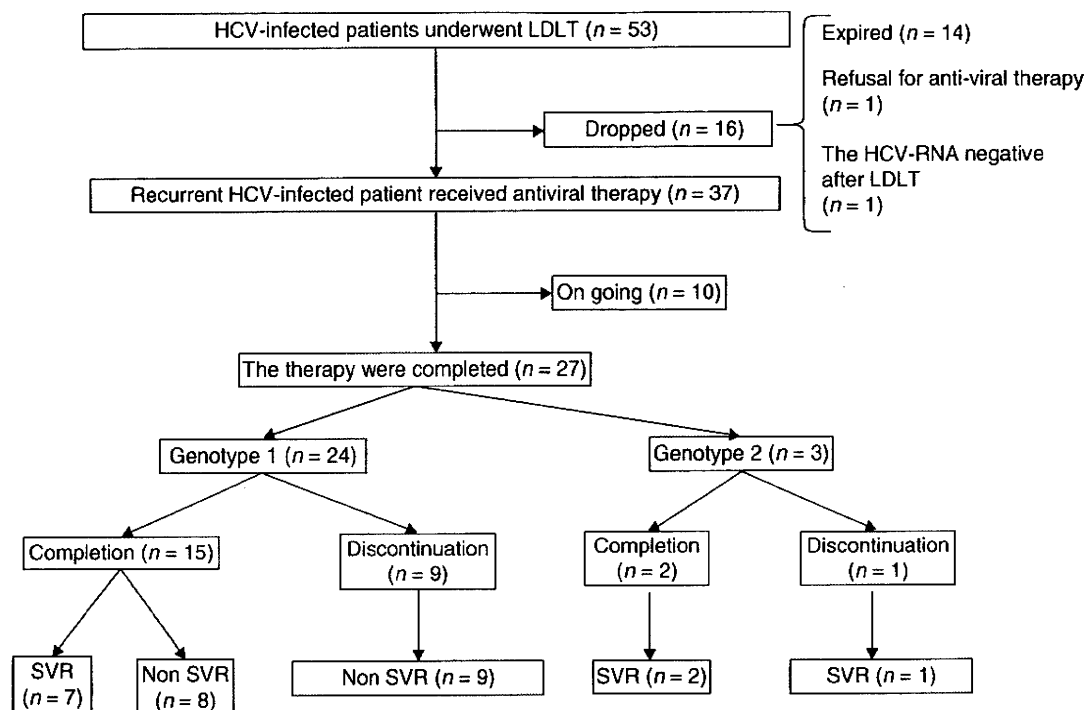 HCV-infected patients underwent LDLT (n = 53)
Expired (n = 14)
Refusal for anti-viral therapy
(n = 1)
Dropped (n = 16)
The HCV-RNA negative
after LDLT
(n = 1)
Recurrent HCV-infected patient received antiviral therapy (n = 37)
On going (n = 10)
The therapy were completed (n = 27)
Genotype 1 (n = 24)
Genotype 2 (n = 3)
Completion (n = 15)
Discontinuation
(n = 9)
Completion
(n = 2)
Discontinuation
(n = 1)
SVR
(n = 7)
Non SVR
(n = 8)
Non SVR (n = 9)
SVR (n = 2)
SVR (n = 1)